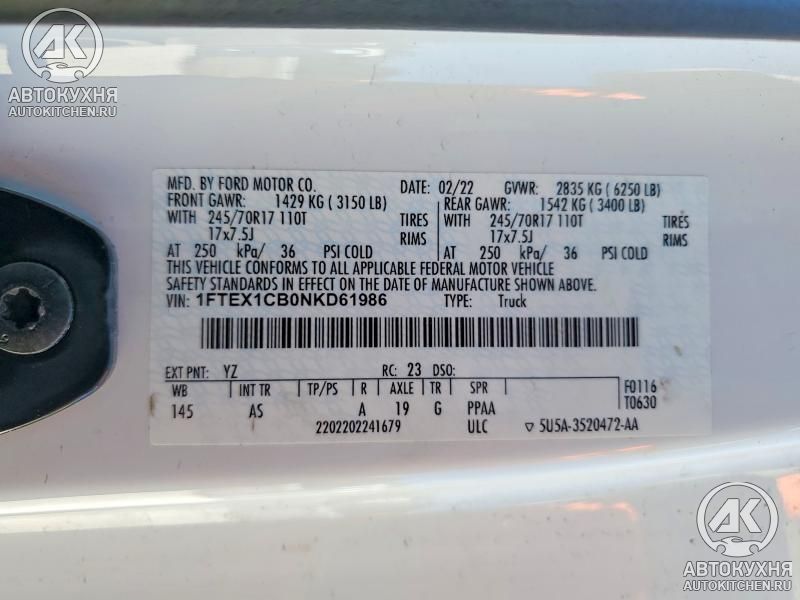 АК
АВТОКУХНЯ
AUTOKITCHEN.RU
MFD. BY FORD MOTOR CO. DATE: 02/22 GVWR: 2835 KG ( 6250 LB)
FRONT GAWR: 1429 KG ( 3150 LB) REAR GAWR: 1542 KG ( 3400 LB)
WITH 245/70R17 110T TIRES WITH 245/70R17 110T TIRES
17x7.5J RIMS 17x7.5J RIMS
AT 250 kPa/ 36 PSI COLD AT 250 kPa/ 36 PSI COLD
THIS VEHICLE CONFORMS TO ALL APPLICABLE FEDERAL MOTOR VEHICLE
SAFETY STANDARDS IN EFFECT ON THE DATE OF MANUFACTURE SHOWN ABOVE.
VIN: 1FTEX1CB0NKD61986 TYPE: Truck
EXT PNT: YZ RC: 23 DSO:
WB INT TR TP/PS R AXLE TR SPR F0116
145 AS A 19 G PPAA T0630
2202202241679 ULC ▽ 5U5A-3520472-AA
АК
АВТОКУХНЯ
AUTOKITCHEN.RU